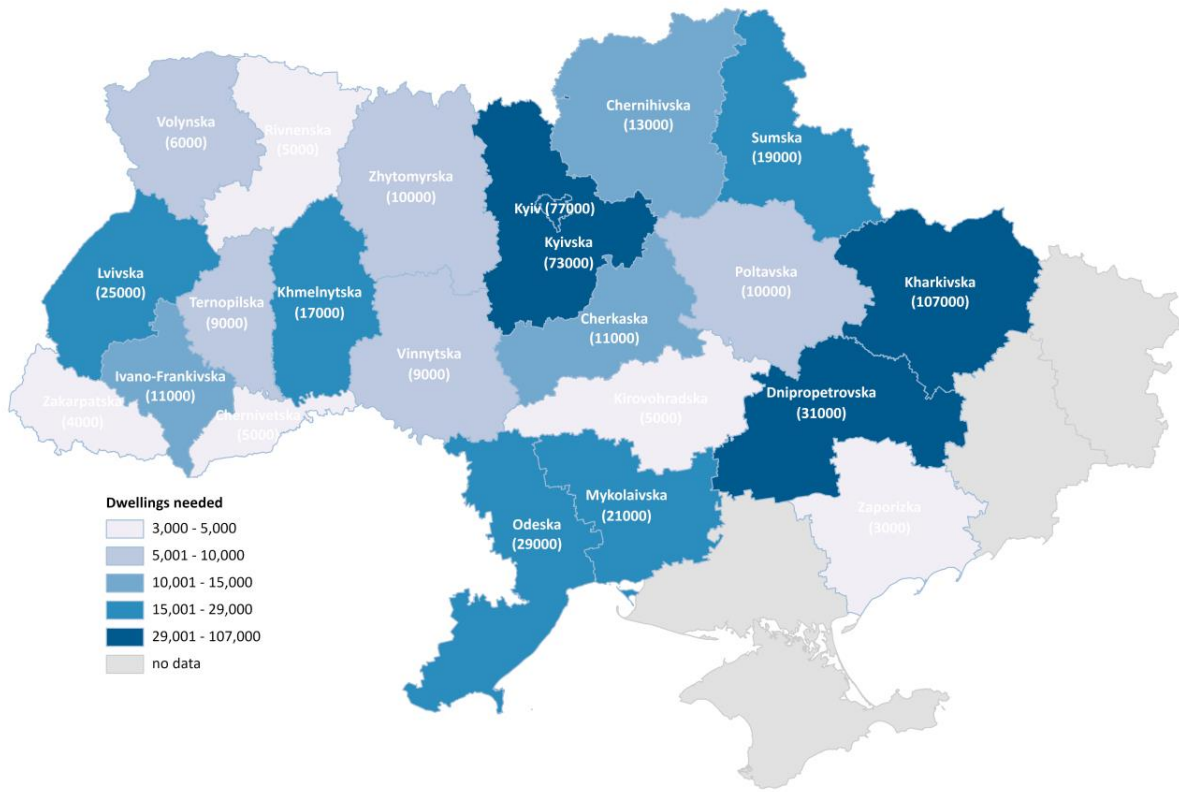 Volynska
(6000)
Rivnenska
(5000)
Zhytomyrska
(10000)
Chernihivska
(13000)
Sumska
(19000)
Kyiv (77000)
Kyivska
(73000)
Lvivska
(25000)
Ternopilska
(9000)
Khmelnytska
(17000)
Vinnytska
(9000)
Cherkaska
(11000)
Poltavska
(10000)
Kharkivska
(107000)
Zakarpatska
(4000)
Ivano-Frankivska
(11000)
Chernivetska
(5000)
Kirovohradska
(5000)
Dnipropetrovska
(31000)
Odeska
(29000)
Mykolaivska
(21000)
Zaporizka
(3000)
Dwellings needed
3,000 - 5,000
5,001 - 10,000
10,001 - 15,000
15,001 - 29,000
29,001 - 107,000
no data